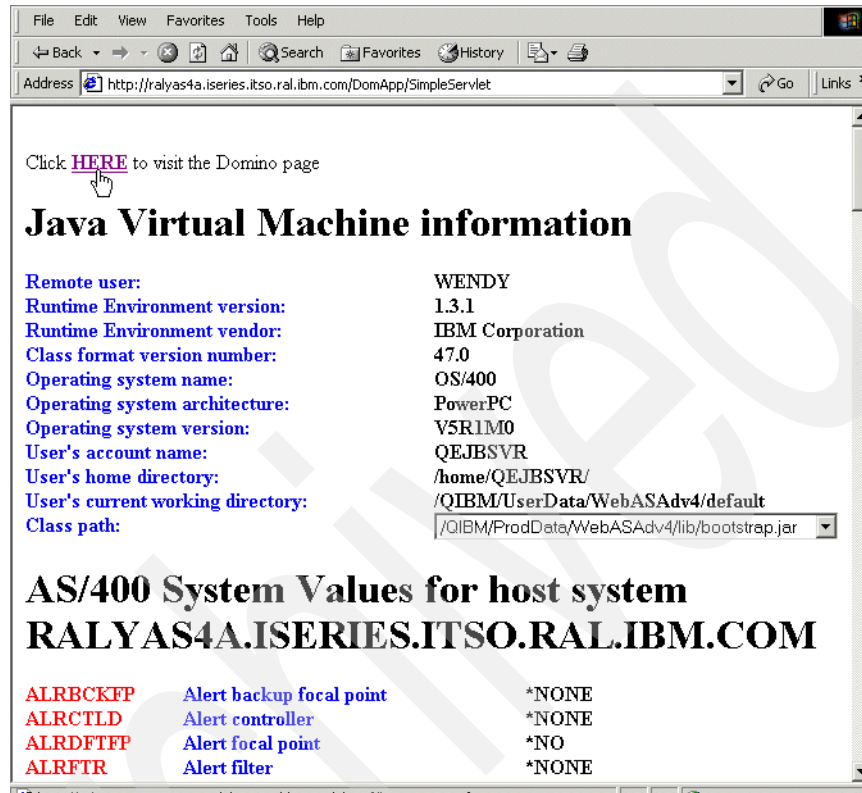 File Edit View Favorites Tools Help
Back Search Favorites History
Address http://ralyas4a.iseries.itso.ral.ibm.com/DomApp/SimpleServlet Go Links
Click HERE to visit the Domino page
Java Virtual Machine information
Remote user: WENDY
Runtime Environment version: 1.3.1
Runtime Environment vendor: IBM Corporation
Class format version number: 47.0
Operating system name: OS/400
Operating system architecture: PowerPC
Operating system version: V5R1M0
User's account name: QEJBSVR
User's home directory: /home/QEJBSVR/
User's current working directory: /QIBM/UserData/WebASAdv4/default
Class path: /QIBM/ProdData/WebASAdv4/lib/bootstrap.jar
AS/400 System Values for host system
RALYAS4A.ISERIES.ITSO.RAL.IBM.COM
ALRBCKFP Alert backup focal point *NONE
ALRCTLD Alert controller *NONE
ALRDFTFP Alert focal point *NO
ALRFTR Alert filter *NONE